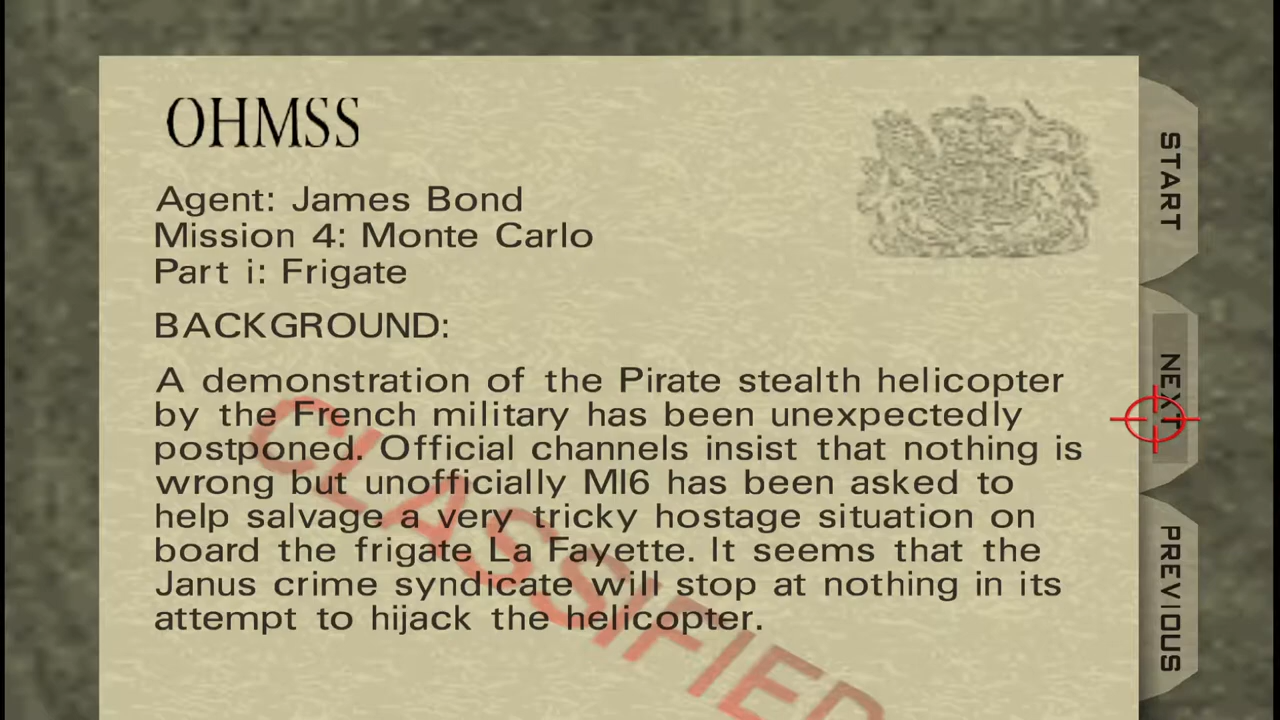 OHMSS
Agent: James Bond
Mission 4: Monte Carlo
Part i: Frigate
BACKGROUND:
A demonstration of the Pirate stealth helicopter
by the French military has been unexpectedly
postponed. Official channels insist that nothing is
wrong but unofficially MI6 has been asked to
help salvage a very tricky hostage situation on
board the frigate La Fayette. It seems that the
Janus crime syndicate will stop at nothing in its
attempt to hijack the helicopter.
CLASSIFIED
START
NEXT
PREVIOUS